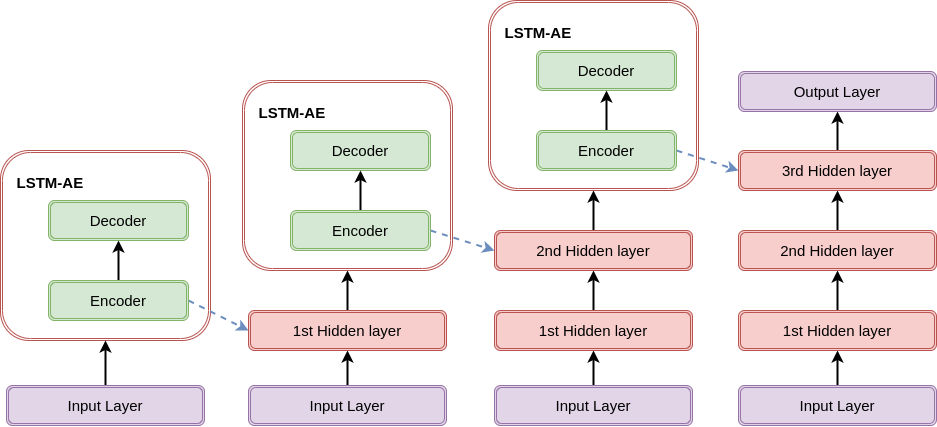 LSTM-AE
Decoder
Encoder
Input Layer
LSTM-AE
Decoder
Encoder
1st Hidden layer
Input Layer
LSTM-AE
Decoder
Encoder
2nd Hidden layer
1st Hidden layer
Input Layer
Output Layer
3rd Hidden layer
2nd Hidden layer
1st Hidden layer
Input Layer